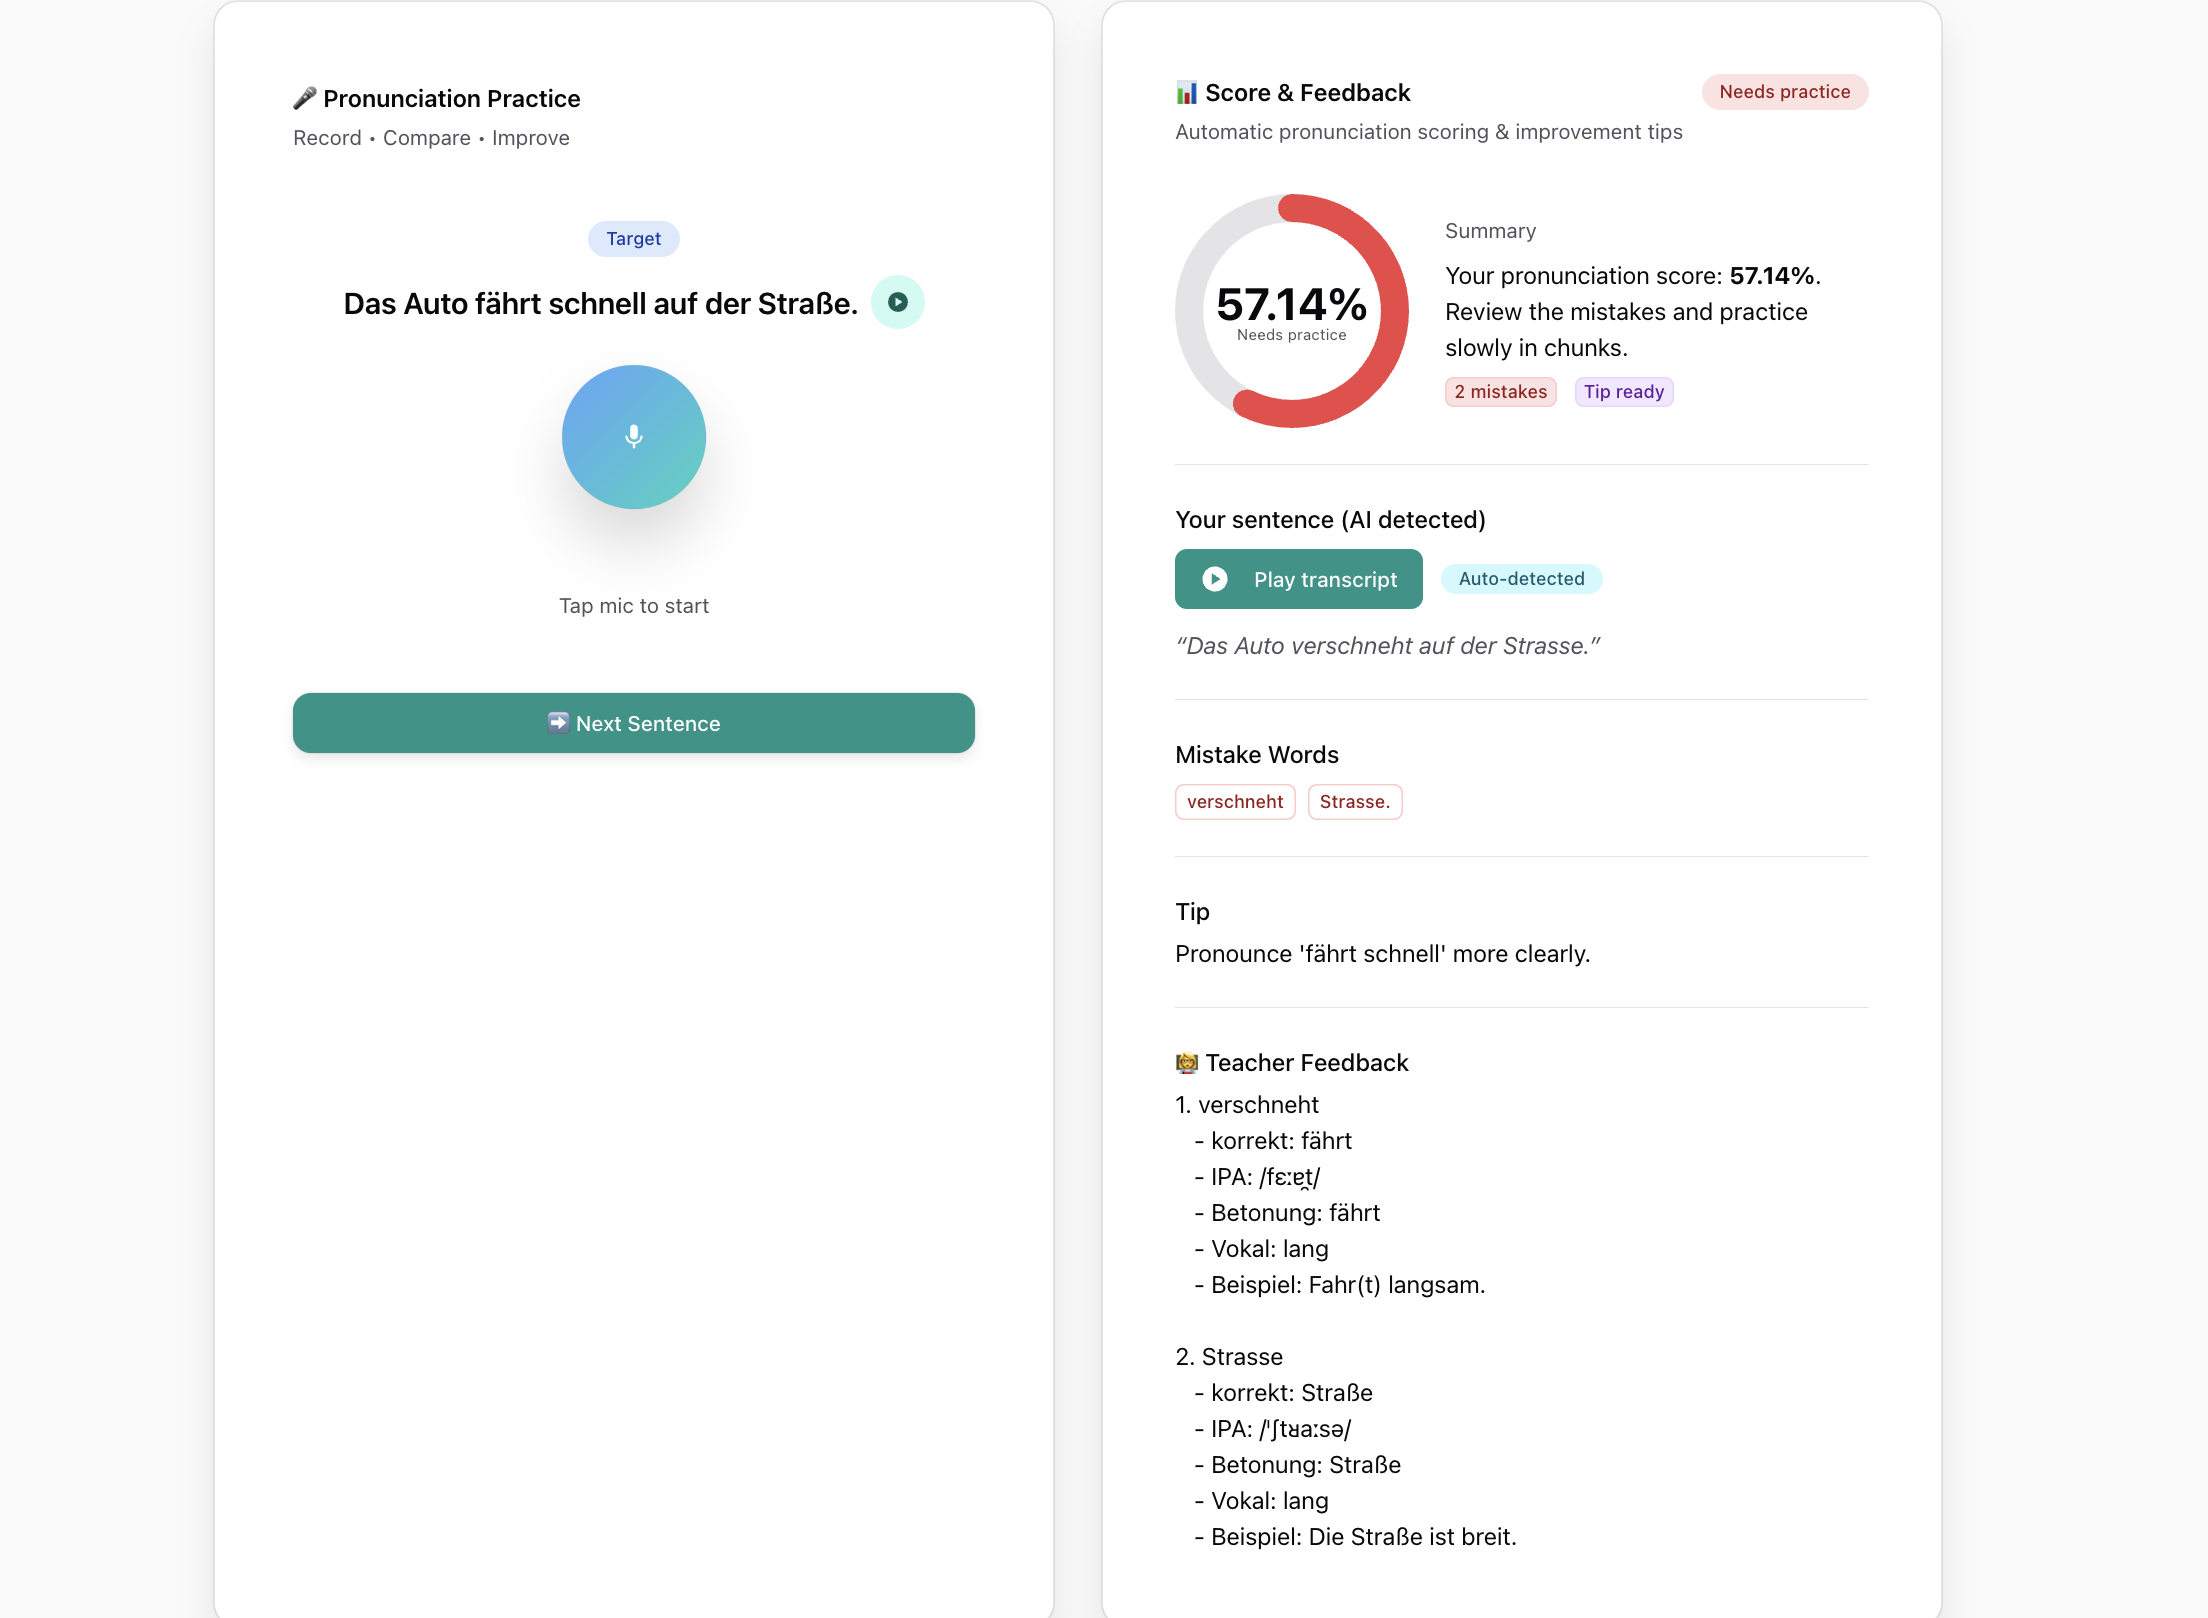 🎤 Pronunciation Practice
Record • Compare • Improve
Target
Das Auto fährt schnell auf der Straße.
Tap mic to start
➡️ Next Sentence
📊 Score & Feedback
Needs practice
Automatic pronunciation scoring & improvement tips
57.14%
Needs practice
Summary
Your pronunciation score: 57.14%.
Review the mistakes and practice
slowly in chunks.
2 mistakes
Tip ready
Your sentence (AI detected)
Play transcript
Auto-detected
“Das Auto verschneht auf der Strasse.”
Mistake Words
verschneht
Strasse.
Tip
Pronounce 'fährt schnell' more clearly.
👩‍🏫 Teacher Feedback
1. verschneht
- korrekt: fährt
- IPA: /fɛːɐ̯t/
- Betonung: fährt
- Vokal: lang
- Beispiel: Fahr(t) langsam.
2. Strasse
- korrekt: Straße
- IPA: /ˈʃtʁaːsə/
- Betonung: Straße
- Vokal: lang
- Beispiel: Die Straße ist breit.